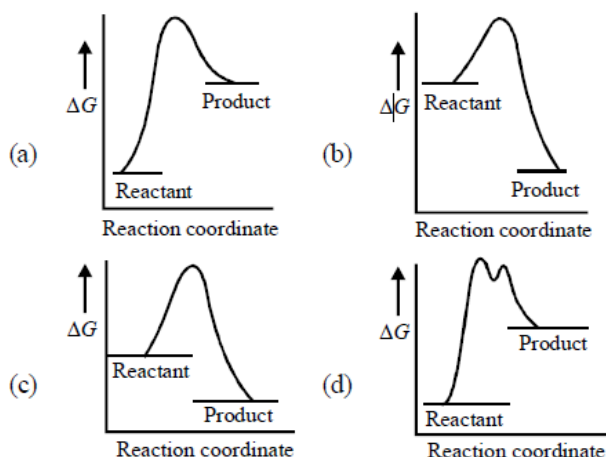 (a)
ΔG
Reactant
Product
Reaction coordinate
(b)
ΔG
Reactant
Product
Reaction coordinate
(c)
ΔG
Reactant
Product
Reaction coordinate
(d)
ΔG
Reactant
Product
Reaction coordinate